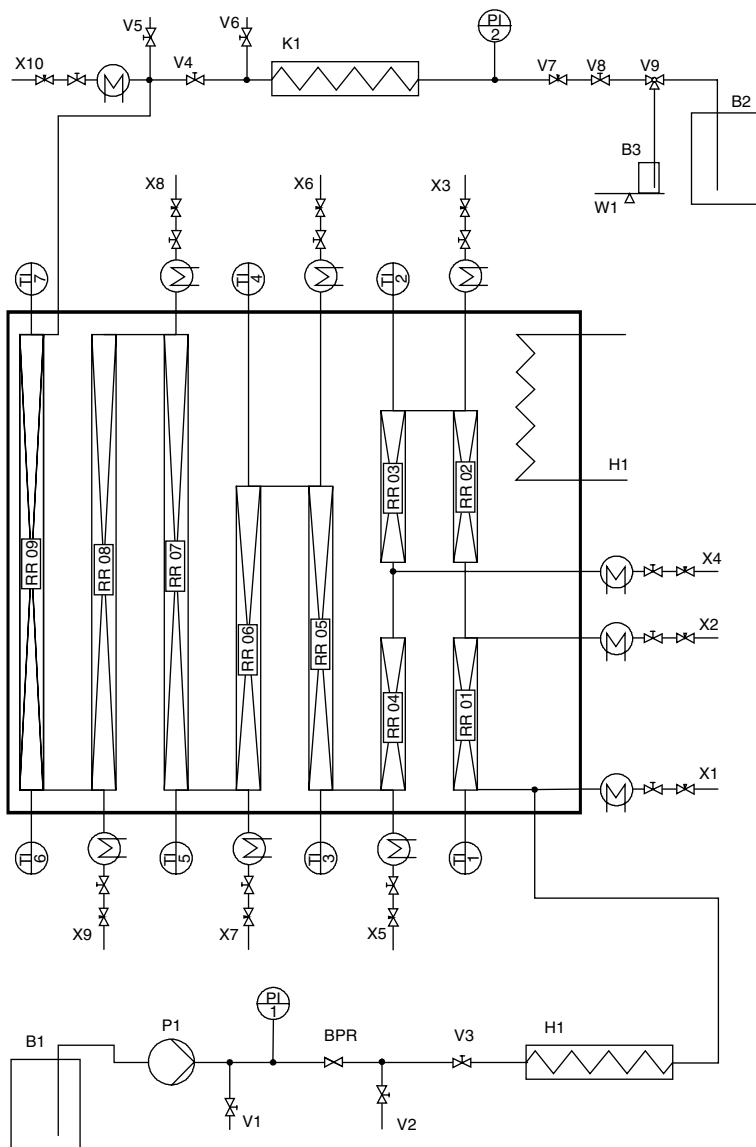 V5
V6
K1
PI
2
X10
V4
V7
V8
V9
B2
B3
W1
X8
X6
X3
TI
7
TI
4
TI
2
H1
RR 03
RR 02
RR 09
RR 08
RR 07
RR 06
RR 05
RR 04
RR 01
X4
X2
X1
TI
6
TI
5
TI
3
TI
1
X9
X7
X5
PI
1
B1
P1
BPR
V3
H1
V1
V2